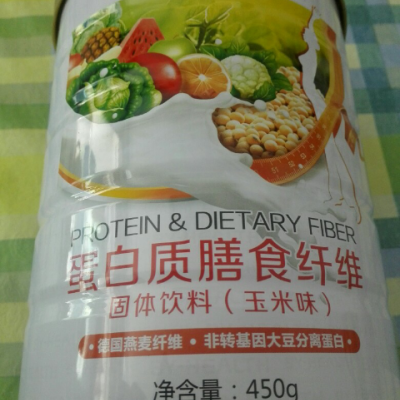 PROTEIN & DIETARY FIBER
蛋白质膳食纤维
固体饮料（玉米味）
·德国燕麦纤维 ·非转基因大豆分离蛋白
净含量：450g